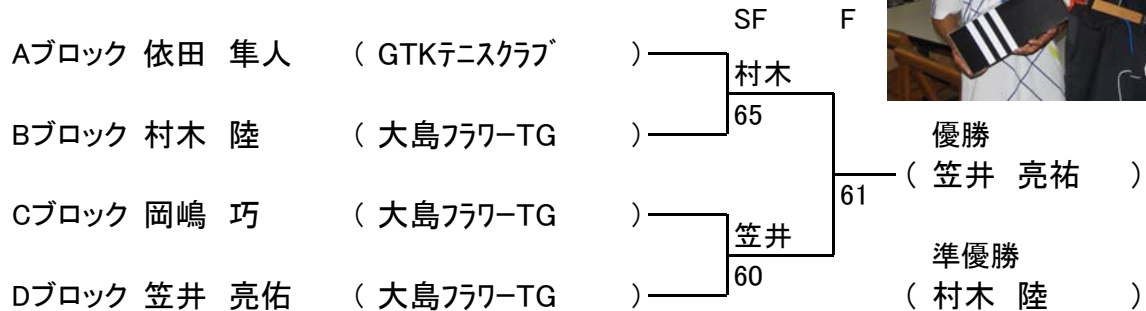 SF F
Aブロック 依田 隼人 ( GTKﾃﾆｽｸﾗﾌﾞ )
村木
65
Bブロック 村木 陸 ( 大島ﾌﾗﾜｰTG )
優勝
( 笠井 亮祐 )
61
Cブロック 岡嶋 巧 ( 大島ﾌﾗﾜｰTG )
笠井
60
準優勝
Dブロック 笠井 亮佑 ( 大島ﾌﾗﾜｰTG )
( 村木 陸 )